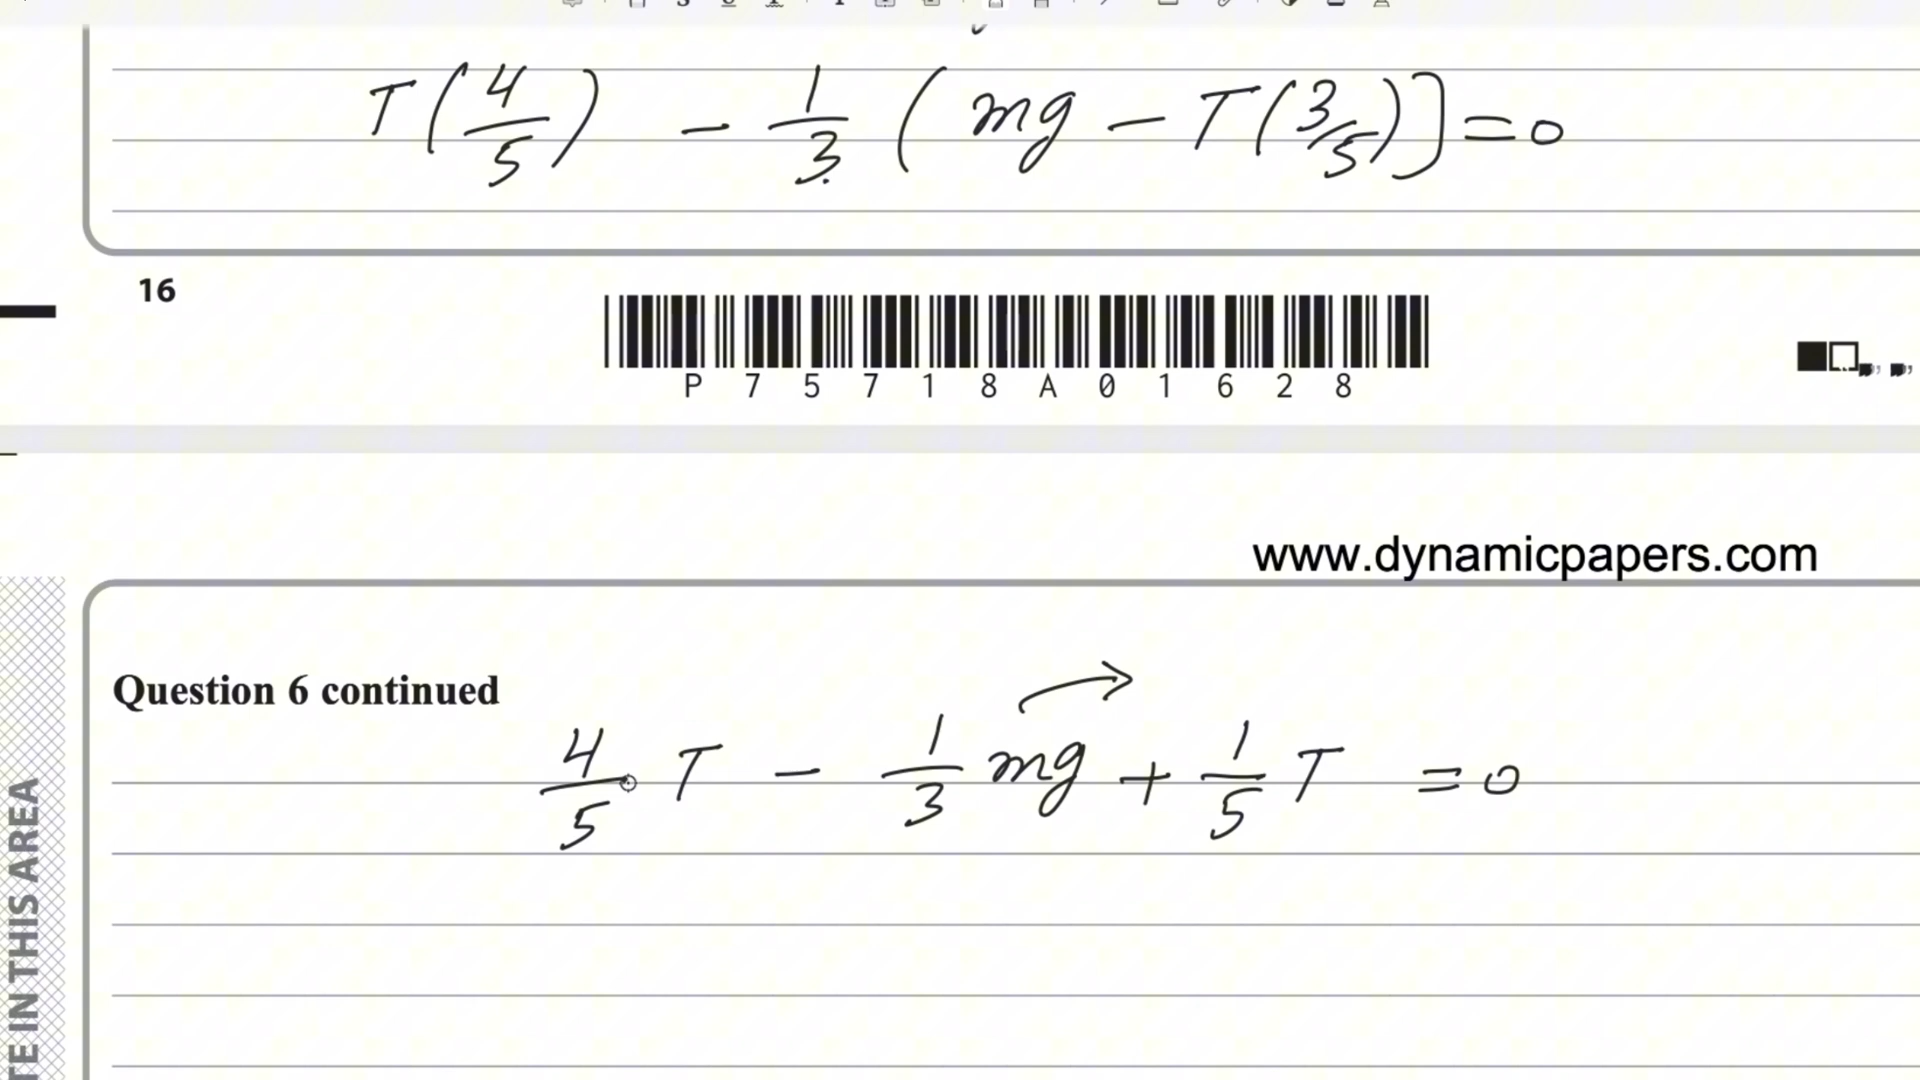 T(4/5) - 1/3 (mg - T(3/5)] = 0
16
P 7 5 7 1 8 A 0 1 6 2 8
www.dynamicpapers.com
Question 6 continued
4/5 T - 1/3 mg + 1/5 T = 0
TE IN THIS AREA